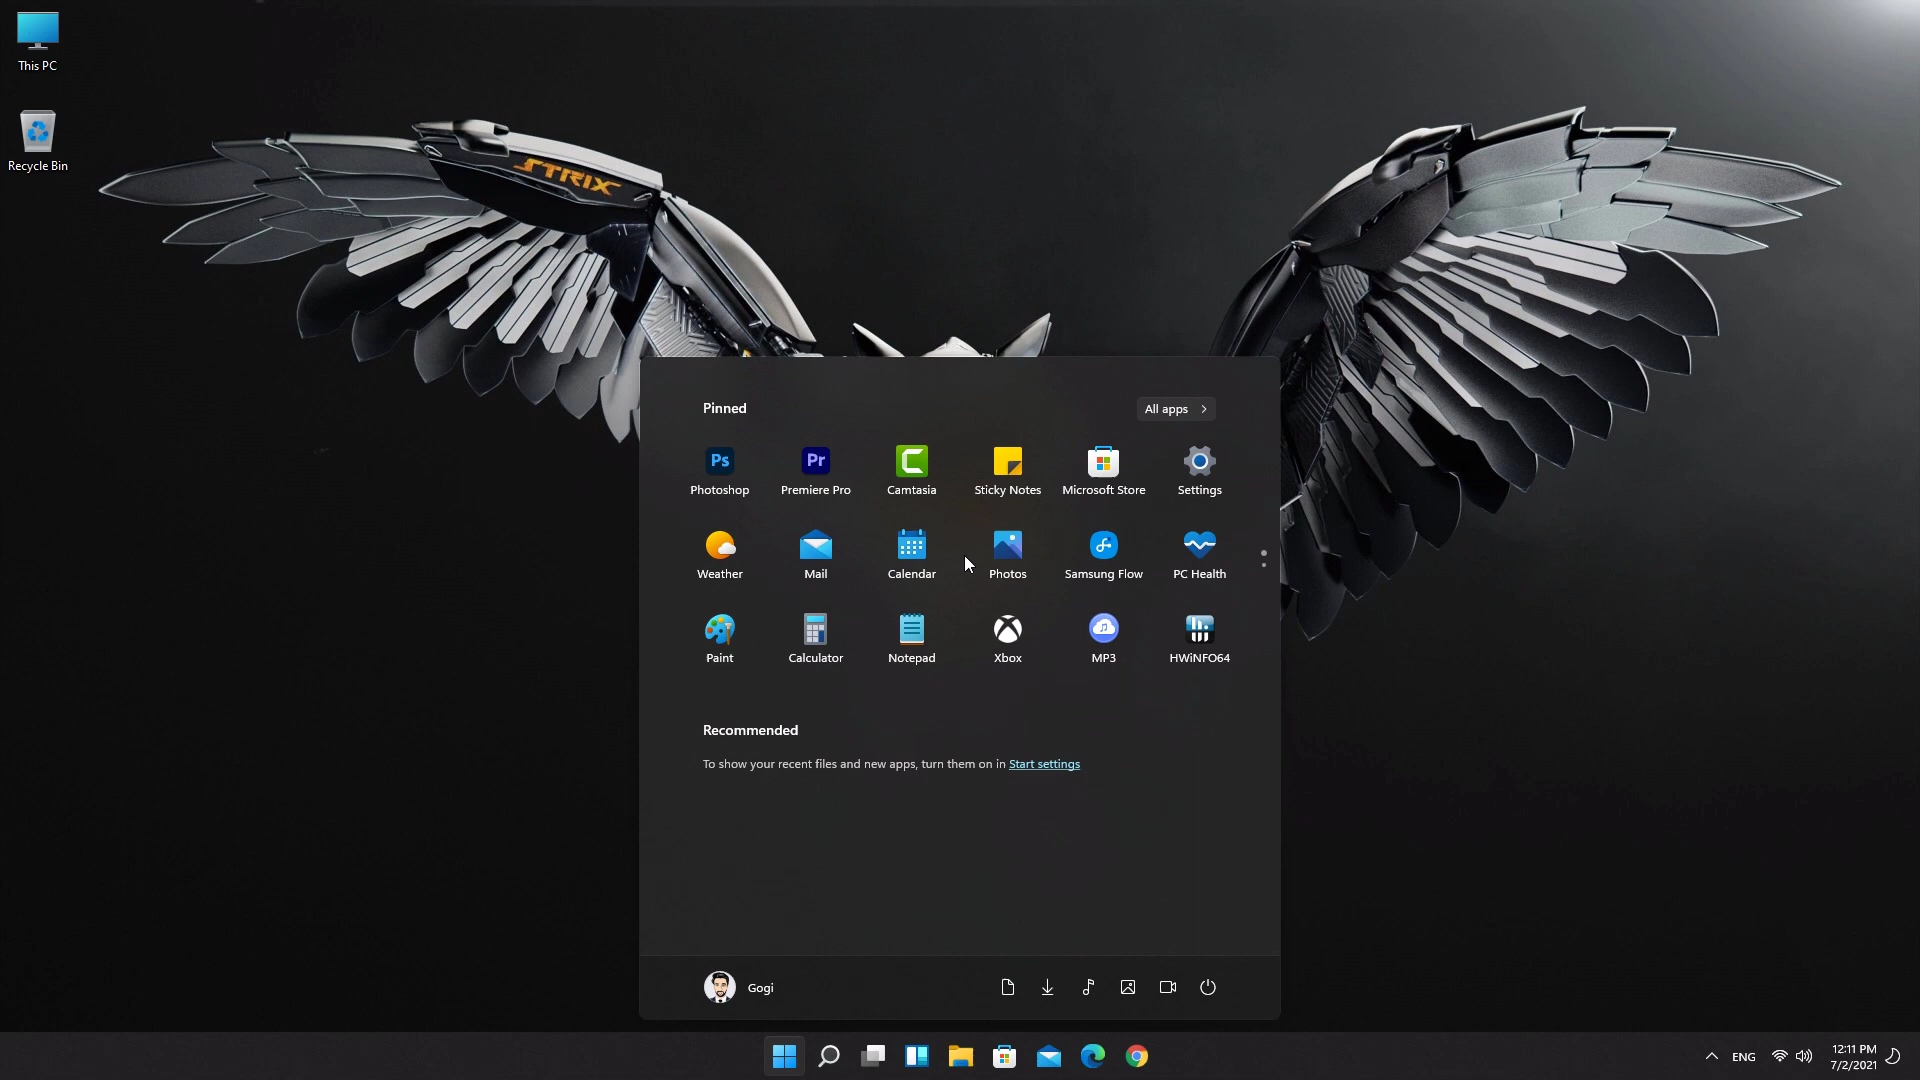 This PC
Recycle Bin
STRIX
Pinned
All apps
Ps
Pr
Photoshop
Premiere Pro
Camtasia
Sticky Notes
Microsoft Store
Settings
Weather
Mail
Calendar
Photos
Samsung Flow
PC Health
Paint
Calculator
Notepad
Xbox
MP3
HWiNFO64
Recommended
To show your recent files and new apps, turn them on in Start settings
Gogi
ENG
12:11 PM
7/2/2021